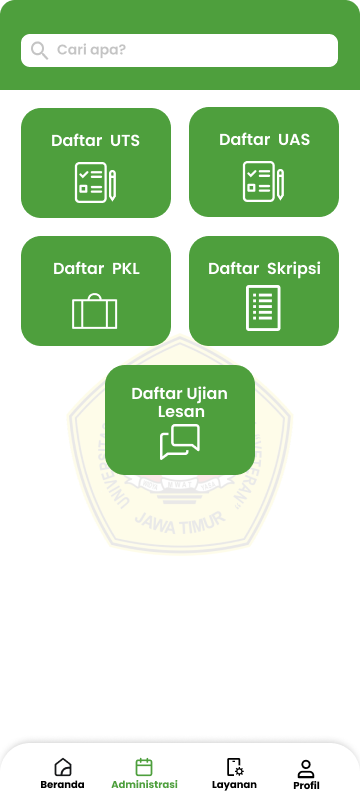 Cari apa?
Daftar UTS
Daftar UAS
Daftar PKL
Daftar Skripsi
Daftar Ujian
Lesan
JAWA TIMUR
Beranda
Administrasi
Layanan
Profil